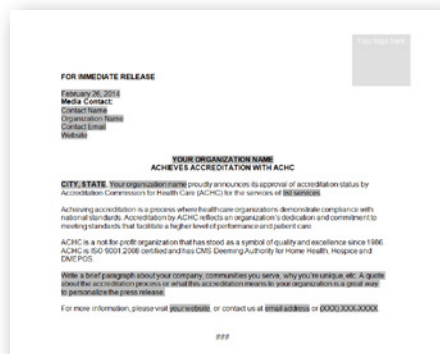 Your logo here
FOR IMMEDIATE RELEASE
February 26, 2014
Media Contact:
Contact Name
Organization Name
Contact Email
Website
YOUR ORGANIZATION NAME
ACHIEVES ACCREDITATION WITH ACHC
CITY, STATE, Your organization name proudly announces its approval of accreditation status by
Accreditation Commission for Health Care (ACHC) for the services of list services.
Achieving accreditation is a process where healthcare organizations demonstrate compliance with
national standards. Accreditation by ACHC reflects an organization's dedication and commitment to
meeting standards that facilitate a higher level of performance and patient care.
ACHC is a not-for-profit organization that has stood as a symbol of quality and excellence since 1986.
ACHC is ISO 9001:2008 certified and has CMS Deeming Authority for Home Health, Hospice and
DMEPOS.
Write a brief paragraph about your company, communities you serve, why you're unique, etc. A quote
about the accreditation process or what this accreditation means to your organization is a great way
to personalize the press release.
For more information, please visit your website, or contact us at email address or (XXX) XXX-XXXX.
###